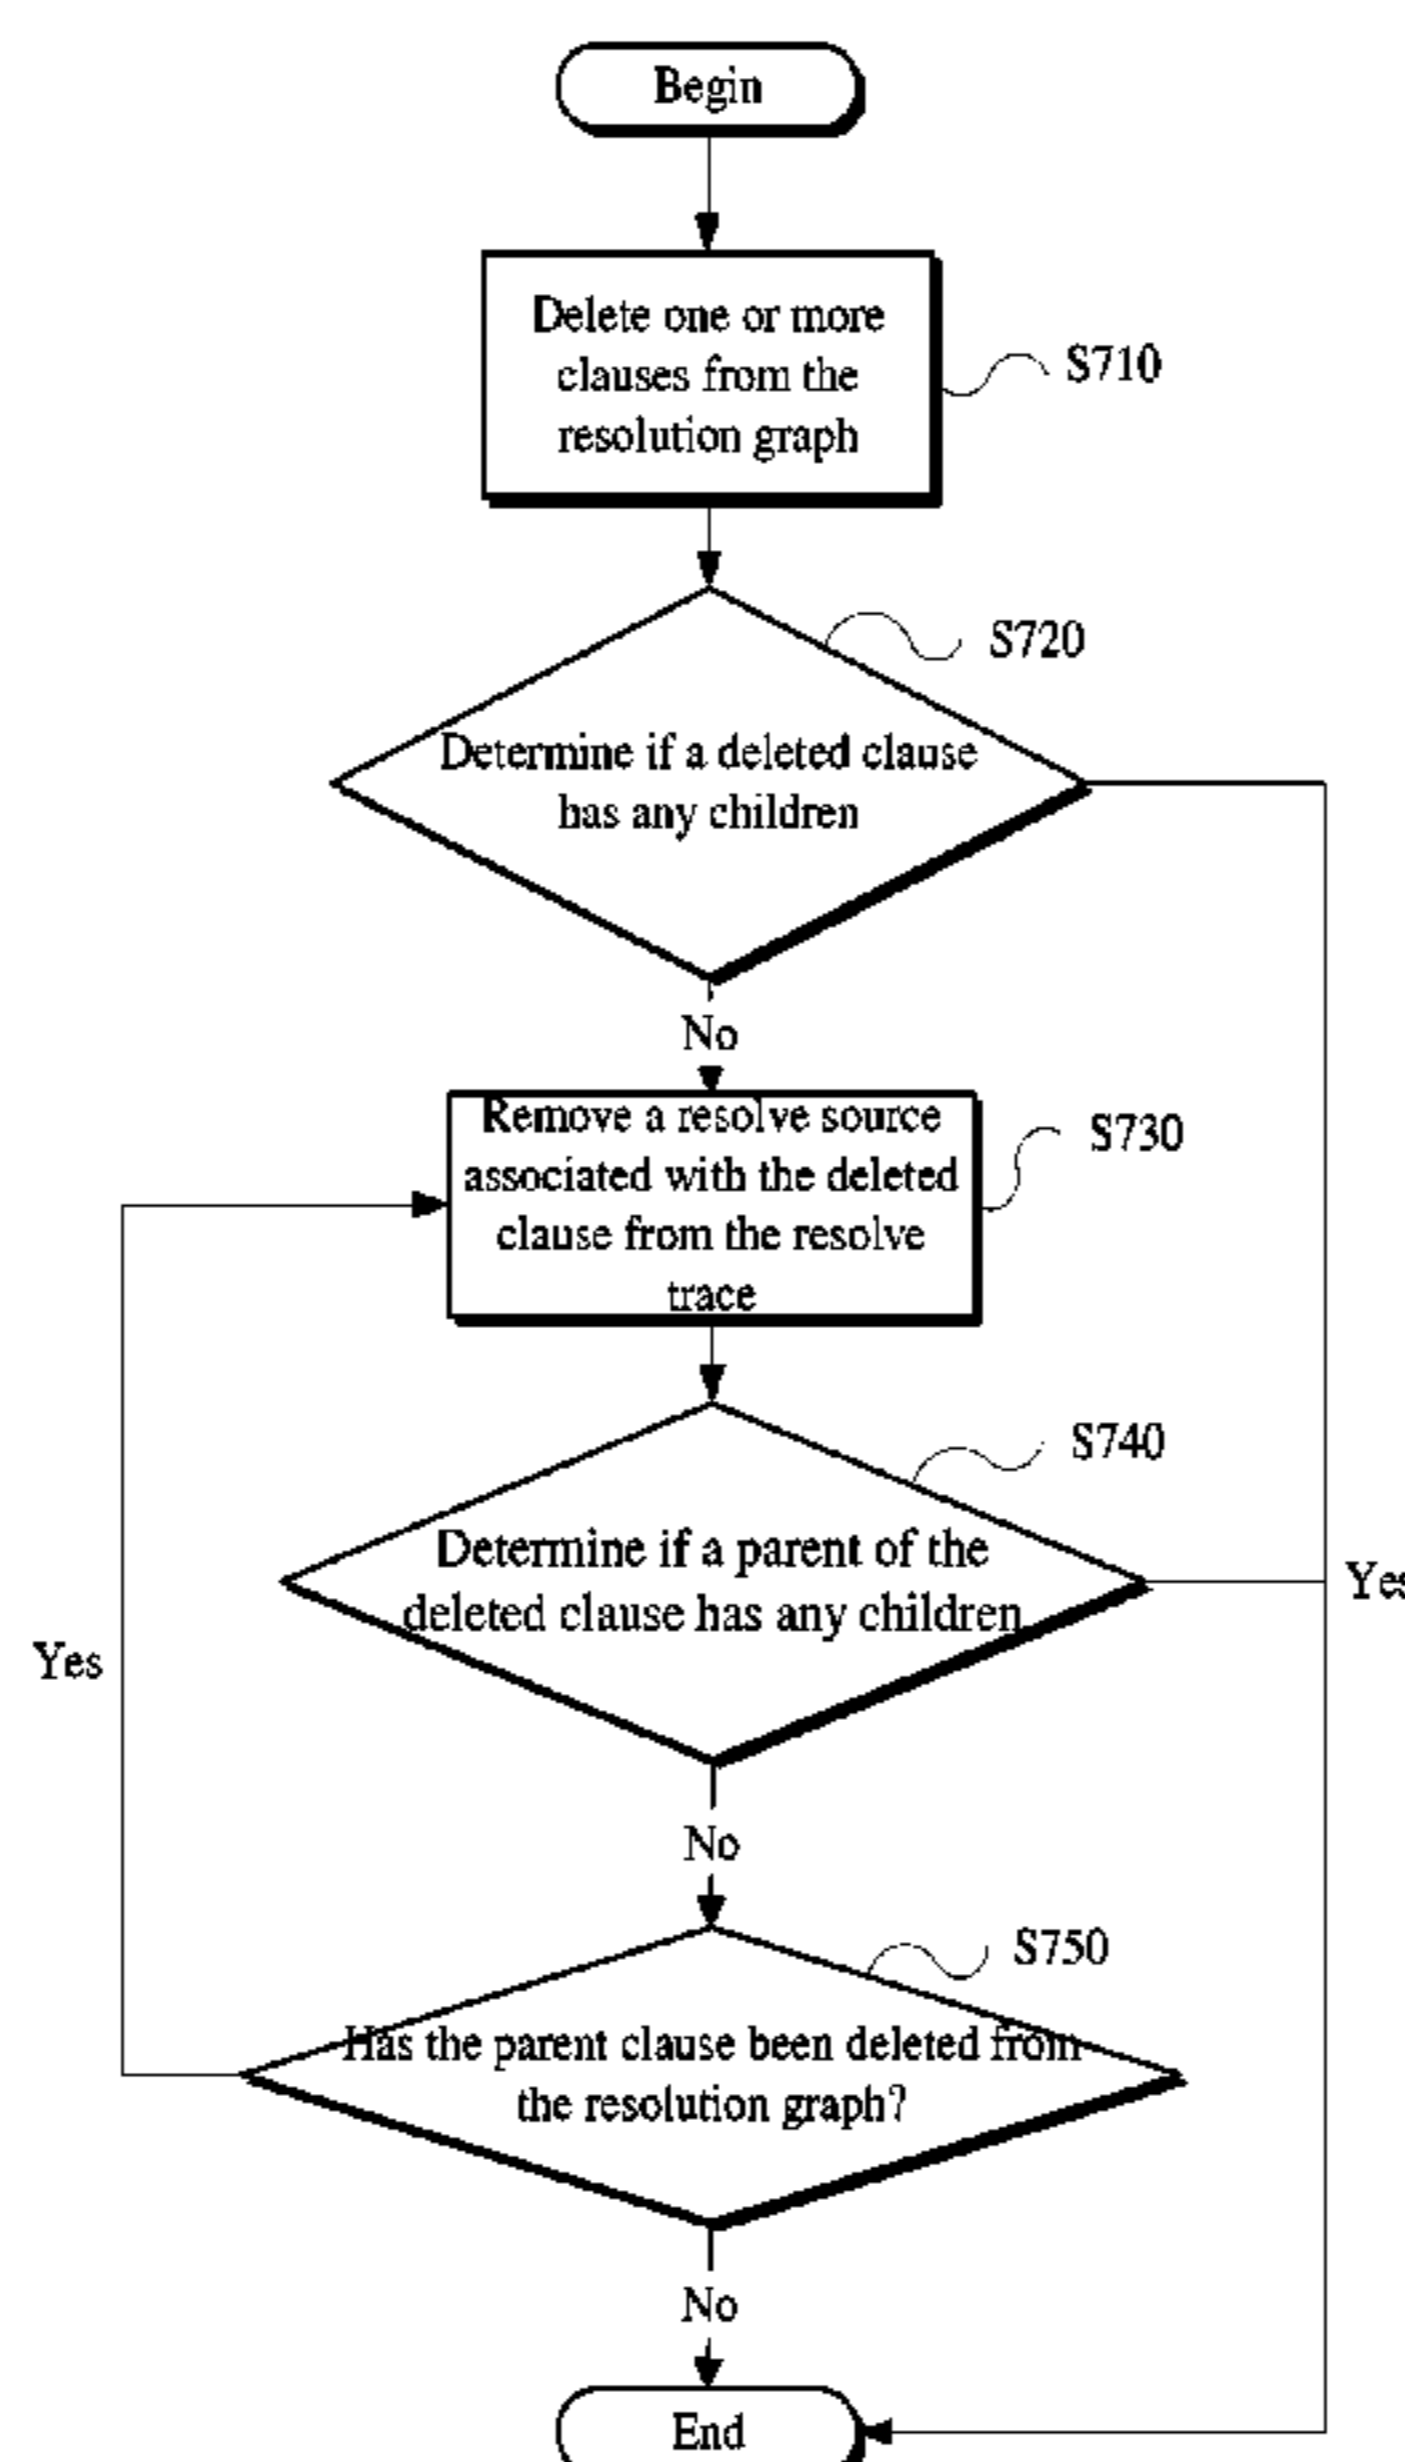 Begin
Delete one or more
clauses from the
resolution graph
S710
S720
Determine if a deleted clause
has any children
No
Remove a resolve source
associated with the deleted
clause from the resolve
trace
S730
S740
Determine if a parent of the
deleted clause has any children
Yes
Yes
No
S750
Has the parent clause been deleted from
the resolution graph?
No
End